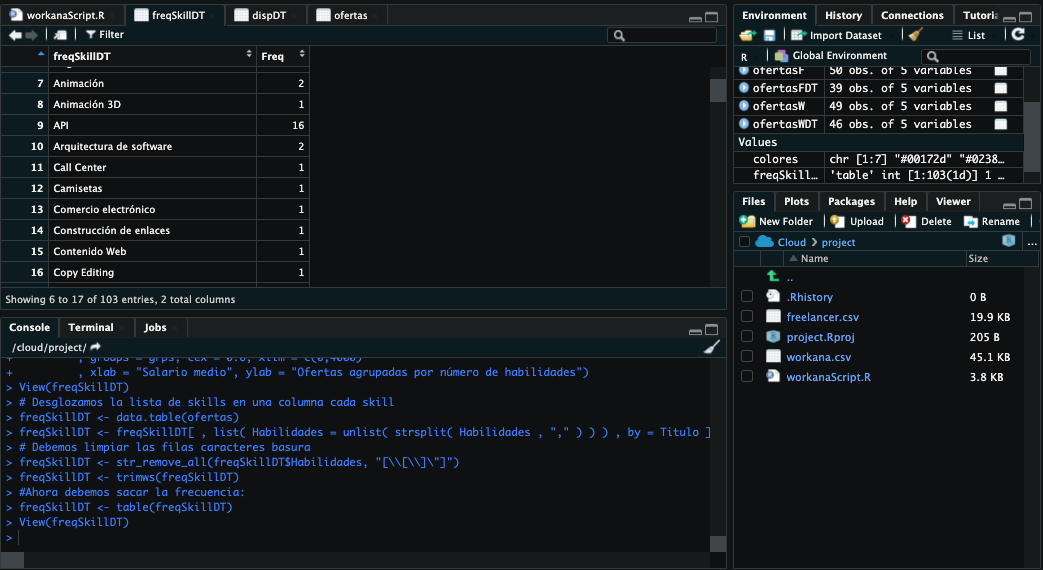 workanaScript.R
freqSkillDT
dispDT
ofertas
Filter
freqSkillDT Freq
7 Animación 2
8 Animación 3D 1
9 API 16
10 Arquitectura de software 2
11 Call Center 1
12 Camisetas 1
13 Comercio electrónico 1
14 Construcción de enlaces 1
15 Contenido Web 1
16 Copy Editing 1
Showing 6 to 17 of 103 entries, 2 total columns
Console Terminal Jobs
/cloud/project/
+ , groups = grps, cex = 0.6, xlim = c(0,4000)
+ , xlab = "Salario medio", ylab = "Ofertas agrupadas por número de habilidades")
> View(freqSkillDT)
> # Desglozamos la lista de skills en una columna cada skill
> freqSkillDT <- data.table(ofertas)
> freqSkillDT <- freqSkillDT[ , list( Habilidades = unlist( strsplit( Habilidades , "," ) ) ) , by = Titulo ]
> # Debemos limpiar las filas caracteres basura
> freqSkillDT <- str_remove_all(freqSkillDT$Habilidades, "[\\[\\]\"]")
> freqSkillDT <- trimws(freqSkillDT)
> #Ahora debemos sacar la frecuencia:
> freqSkillDT <- table(freqSkillDT)
> View(freqSkillDT)
>
Environment History Connections Tutoria
Import Dataset List
R Global Environment
ofertasF 50 obs. of 5 variables
ofertasFDT 39 obs. of 5 variables
ofertasW 49 obs. of 5 variables
ofertasWDT 46 obs. of 5 variables
Values
colores chr [1:7] "#00172d" "#0238…
freqSkill… 'table' int [1:103(1d)] 1 …
Files Plots Packages Help Viewer
New Folder Upload Delete Rename
Cloud project ...
Name Size
..
.Rhistory 0 B
freelancer.csv 19.9 KB
project.Rproj 205 B
workana.csv 45.1 KB
workanaScript.R 3.8 KB